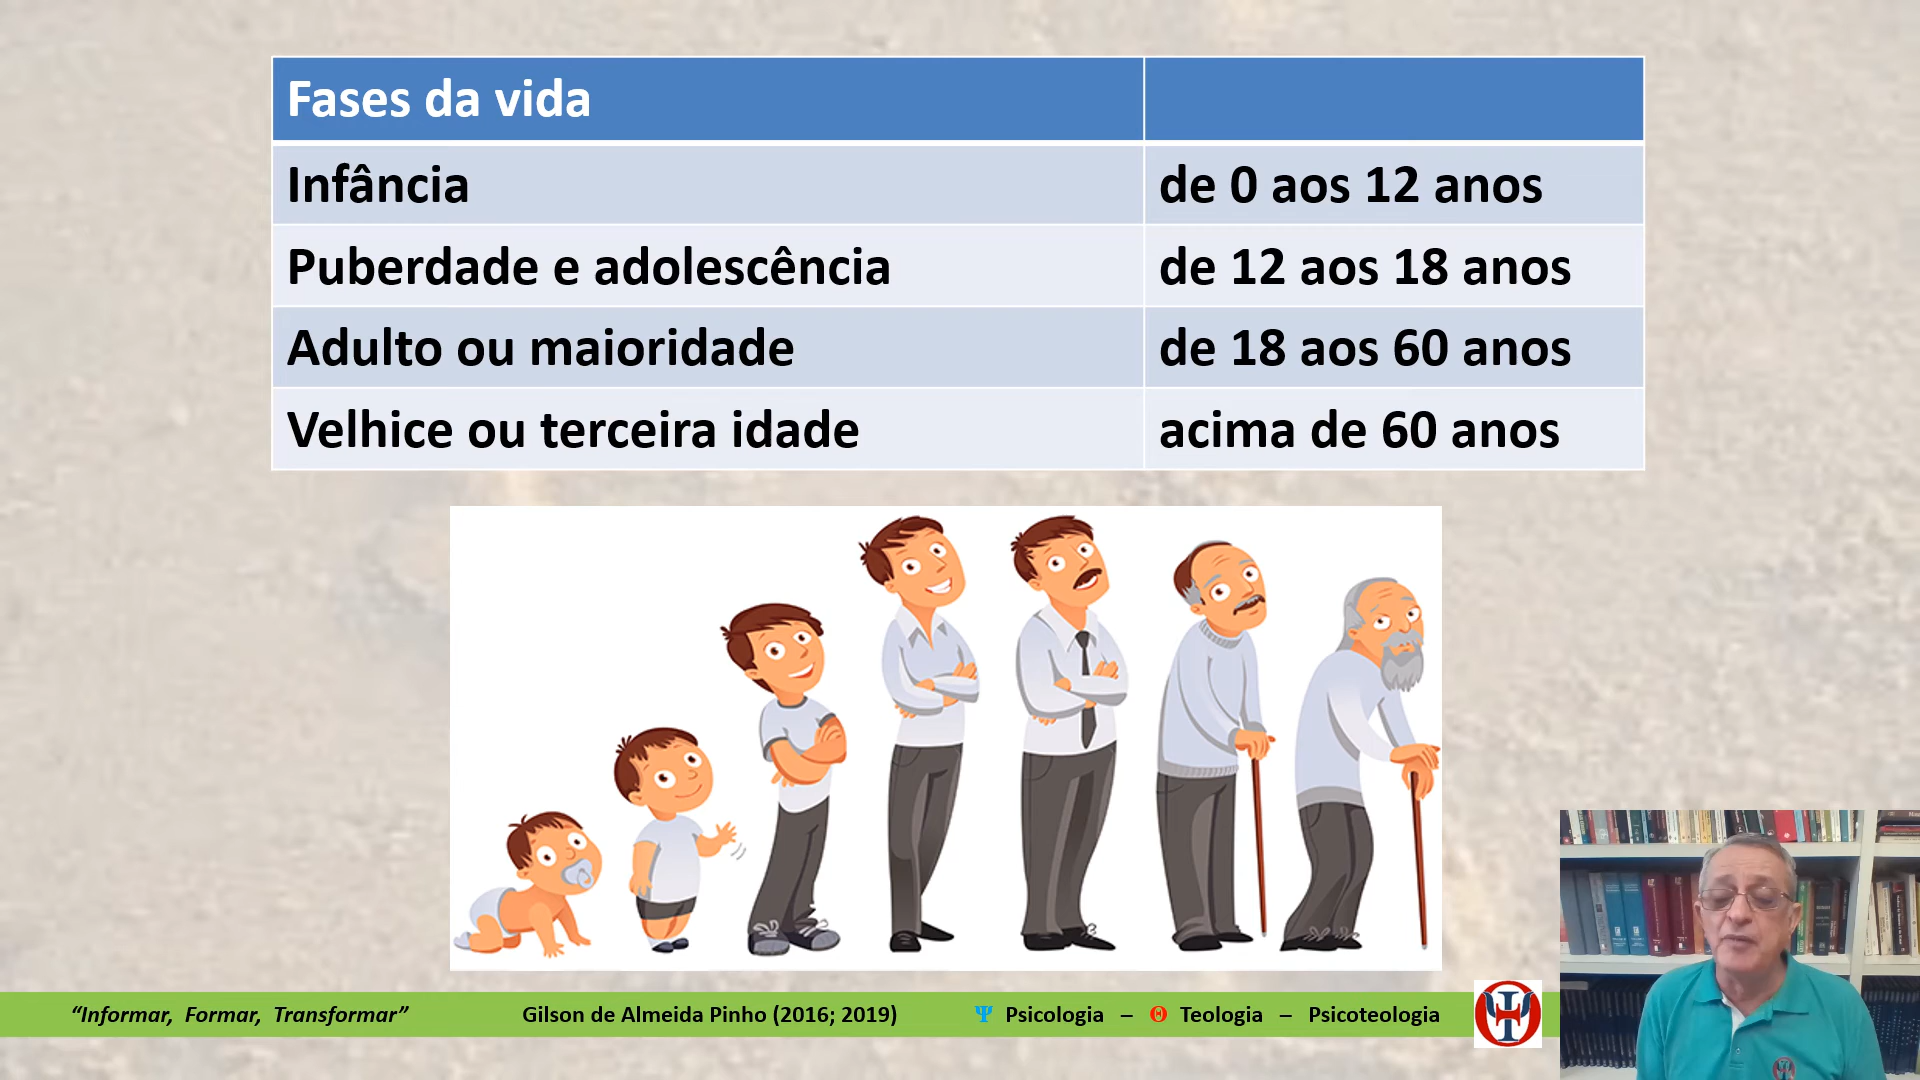 Fases da vida
Infância de 0 aos 12 anos
Puberdade e adolescência de 12 aos 18 anos
Adulto ou maioridade de 18 aos 60 anos
Velhice ou terceira idade acima de 60 anos
“Informar, Formar, Transformar” Gilson de Almeida Pinho (2016; 2019) Ψ Psicologia – Θ Teologia – Psicoteologia